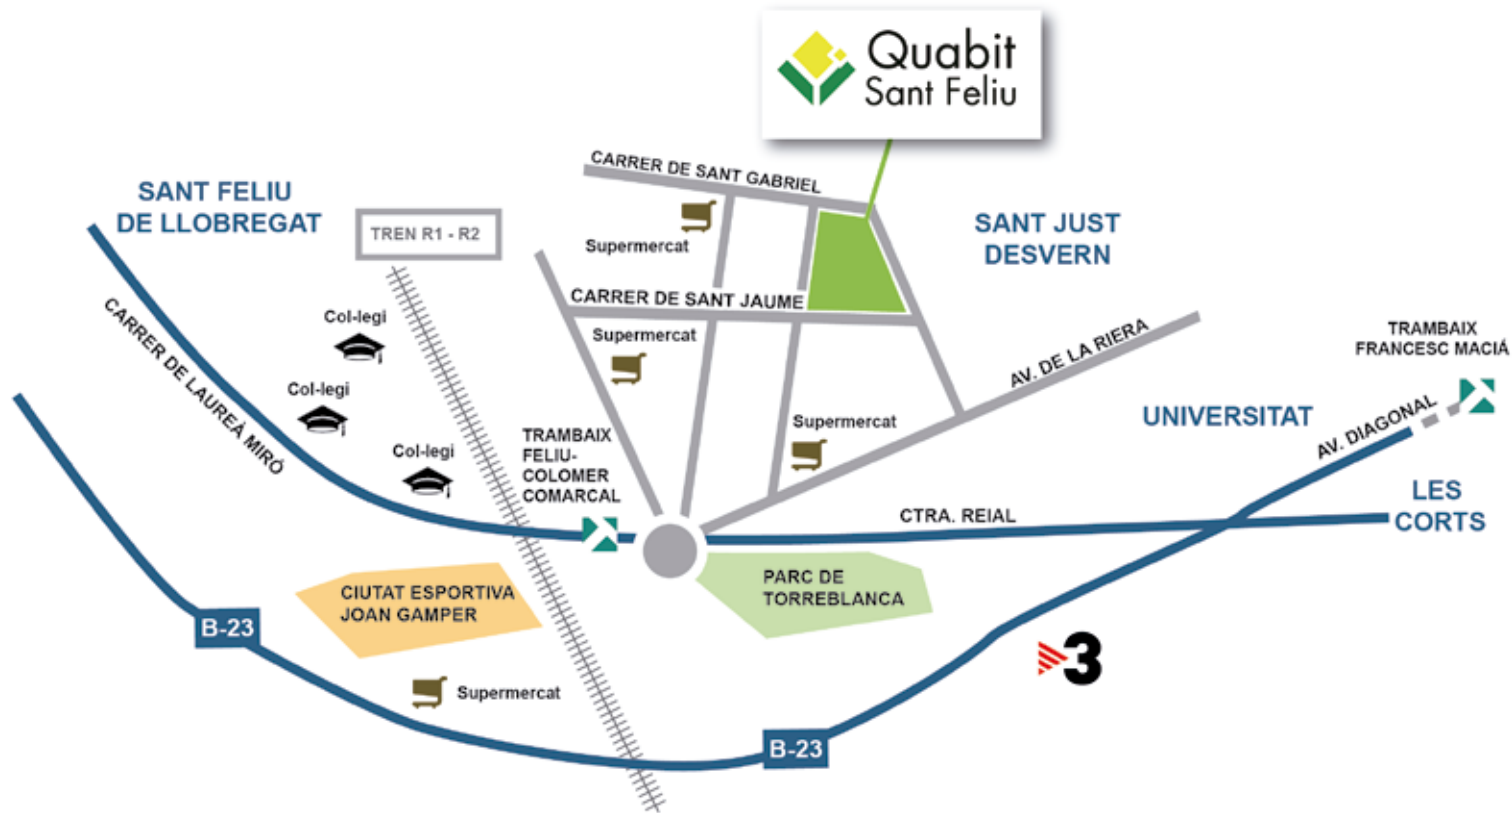 Quabit
Sant Feliu
CARRER DE SANT GABRIEL
SANT FELIU
DE LLOBREGAT
TREN R1 - R2
Supermercat
SANT JUST
DESVERN
CARRER DE SANT JAUME
CARRER DE LAUREÀ MIRÓ
Col-legi
Supermercat
AV. DE LA RIERA
TRAMBAIX
FRANCESC MACIÁ
Col-legi
Supermercat
UNIVERSITAT
AV. DIAGONAL
Col-legi
TRAMBAIX
FELIU-
COLOMER
COMARCAL
LES
CORTS
CTRA. REIAL
CIUTAT ESPORTIVA
JOAN GAMPER
PARC DE
TORREBLANCA
B-23
3
Supermercat
B-23